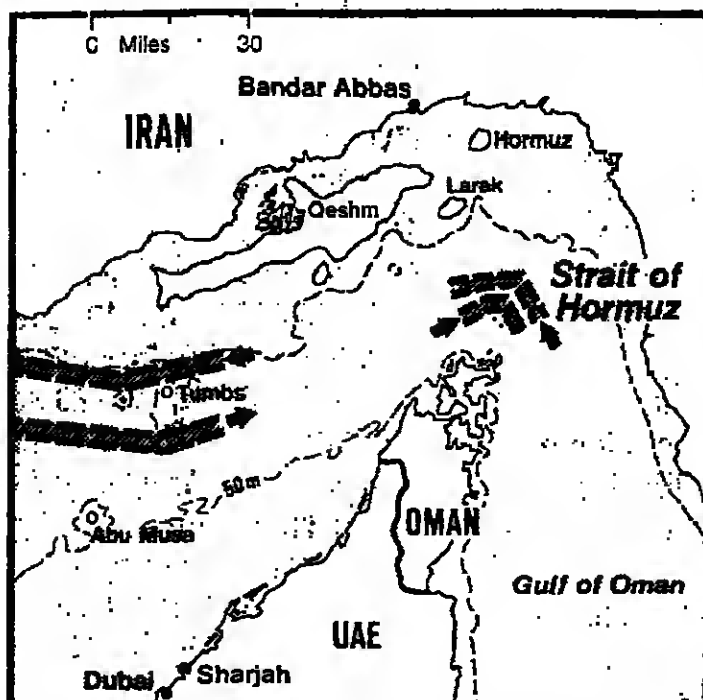 0 Miles 30
Bandar Abbas
IRAN
Hormuz
Larak
Qeshm
Strait of
Hormuz
Tumbs
50m
Abu Musa
OMAN
Gulf of Oman
UAE
Sharjah
Dubai